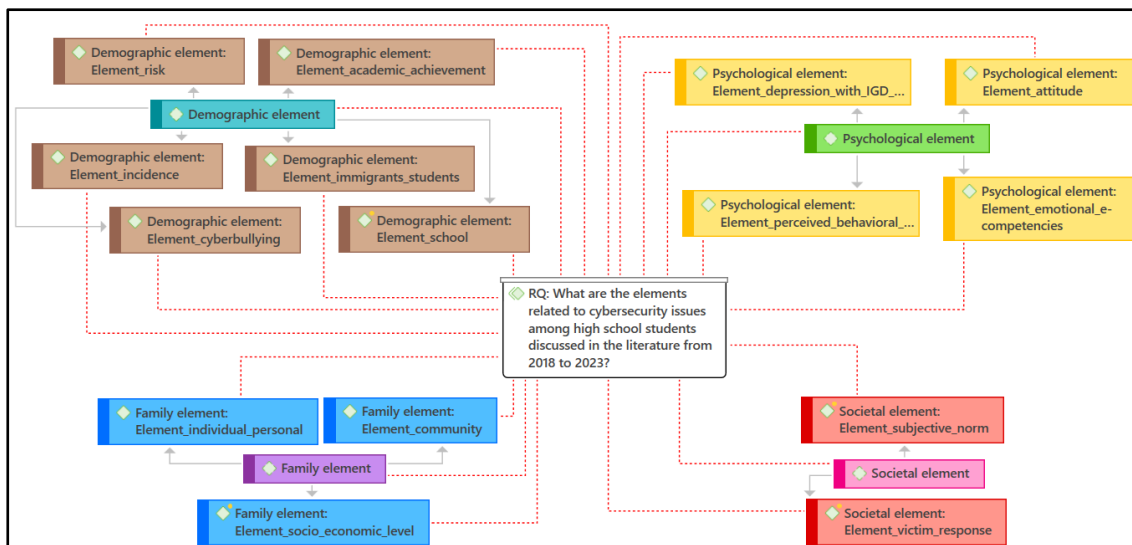 Demographic element:
Element_risk
Demographic element:
Element_academic_achievement
Demographic element
Demographic element:
Element_incidence
Demographic element:
Element_immigrants_students
Demographic element:
Element_cyberbullying
Demographic element:
Element_school
Psychological element:
Element_depression_with_IGD_...
Psychological element:
Element_attitude
Psychological element
Psychological element:
Element_perceived_behavioral_...
Psychological element:
Element_emotional_e-
competencies
RQ: What are the elements
related to cybersecurity issues
among high school students
discussed in the literature from
2018 to 2023?
Family element:
Element_individual_personal
Family element:
Element_community
Family element
Family element:
Element_socio_economic_level
Societal element:
Element_subjective_norm
Societal element
Societal element:
Element_victim_response